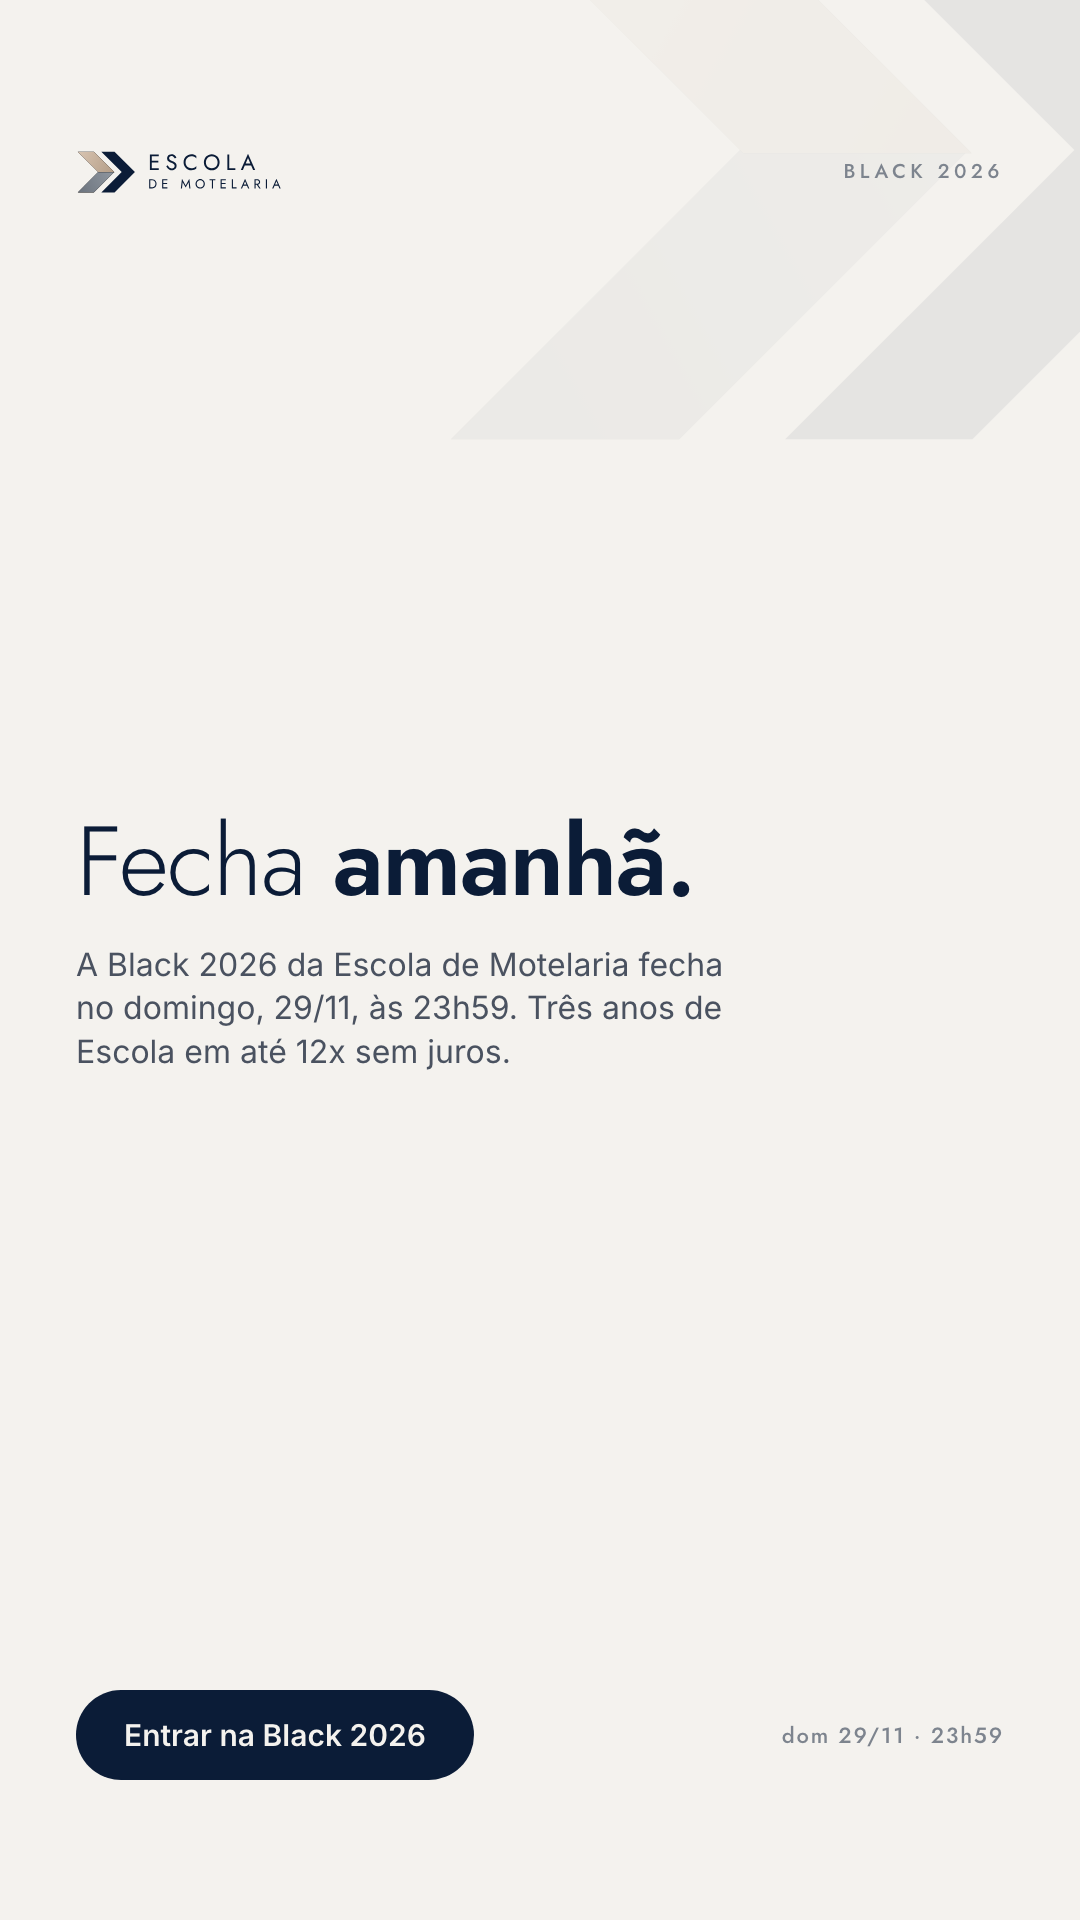 ESCOLA
DE MOTELARIA
BLACK 2026
Fecha amanhã.
A Black 2026 da Escola de Motelaria fecha
no domingo, 29/11, às 23h59. Três anos de
Escola em até 12x sem juros.
Entrar na Black 2026
dom 29/11 · 23h59